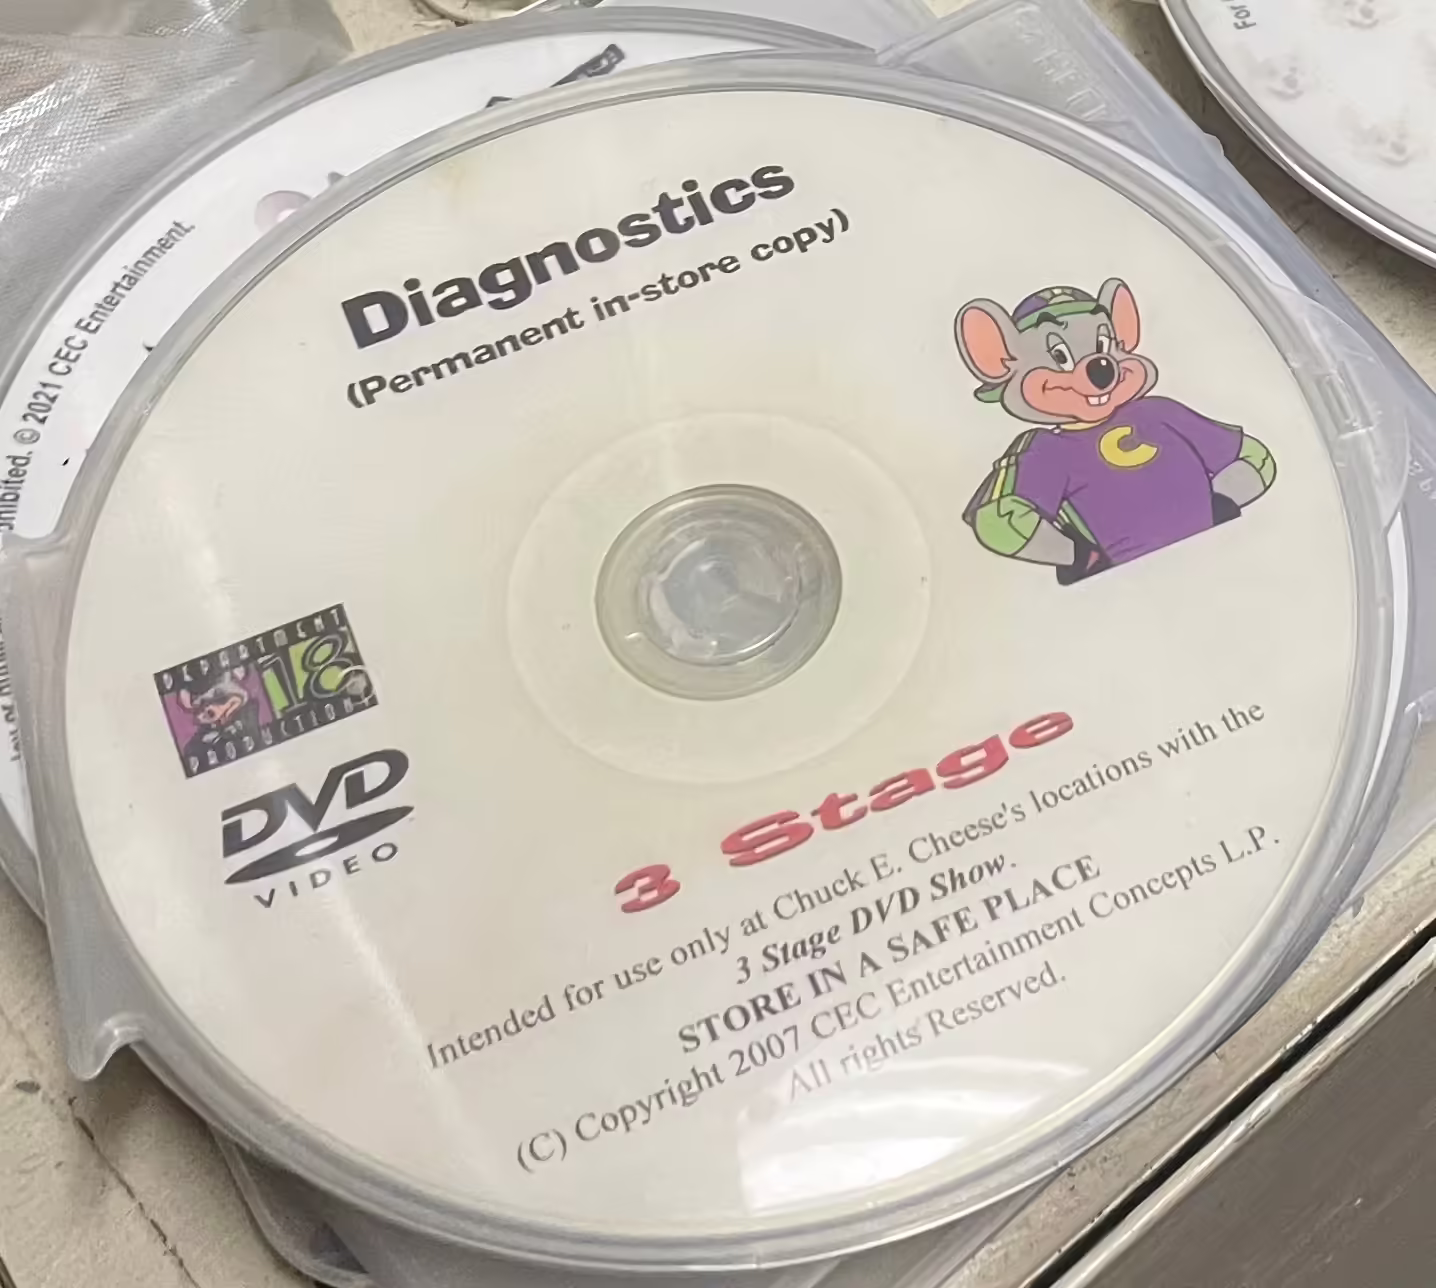 Diagnostics
(Permanent in-store copy)
C
DEPARTMENT
18
PRODUCTIONS
DVD
VIDEO
3 Stage
Intended for use only at Chuck E. Cheese's locations with the
3 Stage DVD Show.
STORE IN A SAFE PLACE
(C) Copyright 2007 CEC Entertainment Concepts L.P.
All rights Reserved.
© 2021 CEC Entertainment.
For